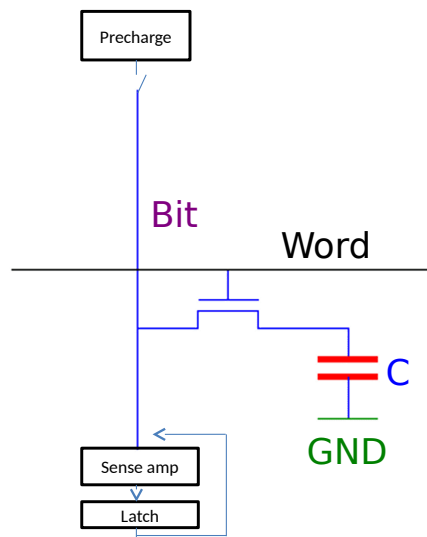 Precharge
Bit
Word
C
GND
Sense amp
Latch